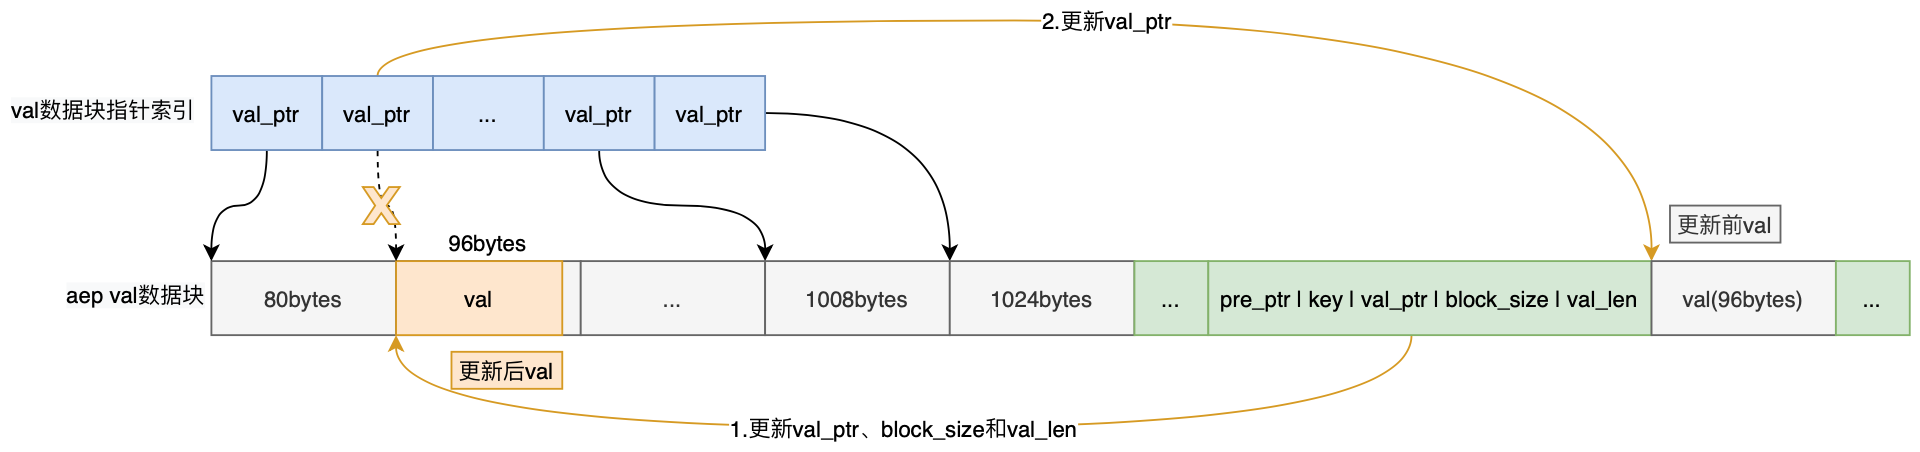 2.更新val_ptr
val数据块指针索引
val_ptr
val_ptr
...
val_ptr
val_ptr
X
更新前val
96bytes
aep val数据块
80bytes
val
...
1008bytes
1024bytes
...
pre_ptr | key | val_ptr | block_size | val_len
val(96bytes)
...
更新后val
1.更新val_ptr、block_size和val_len